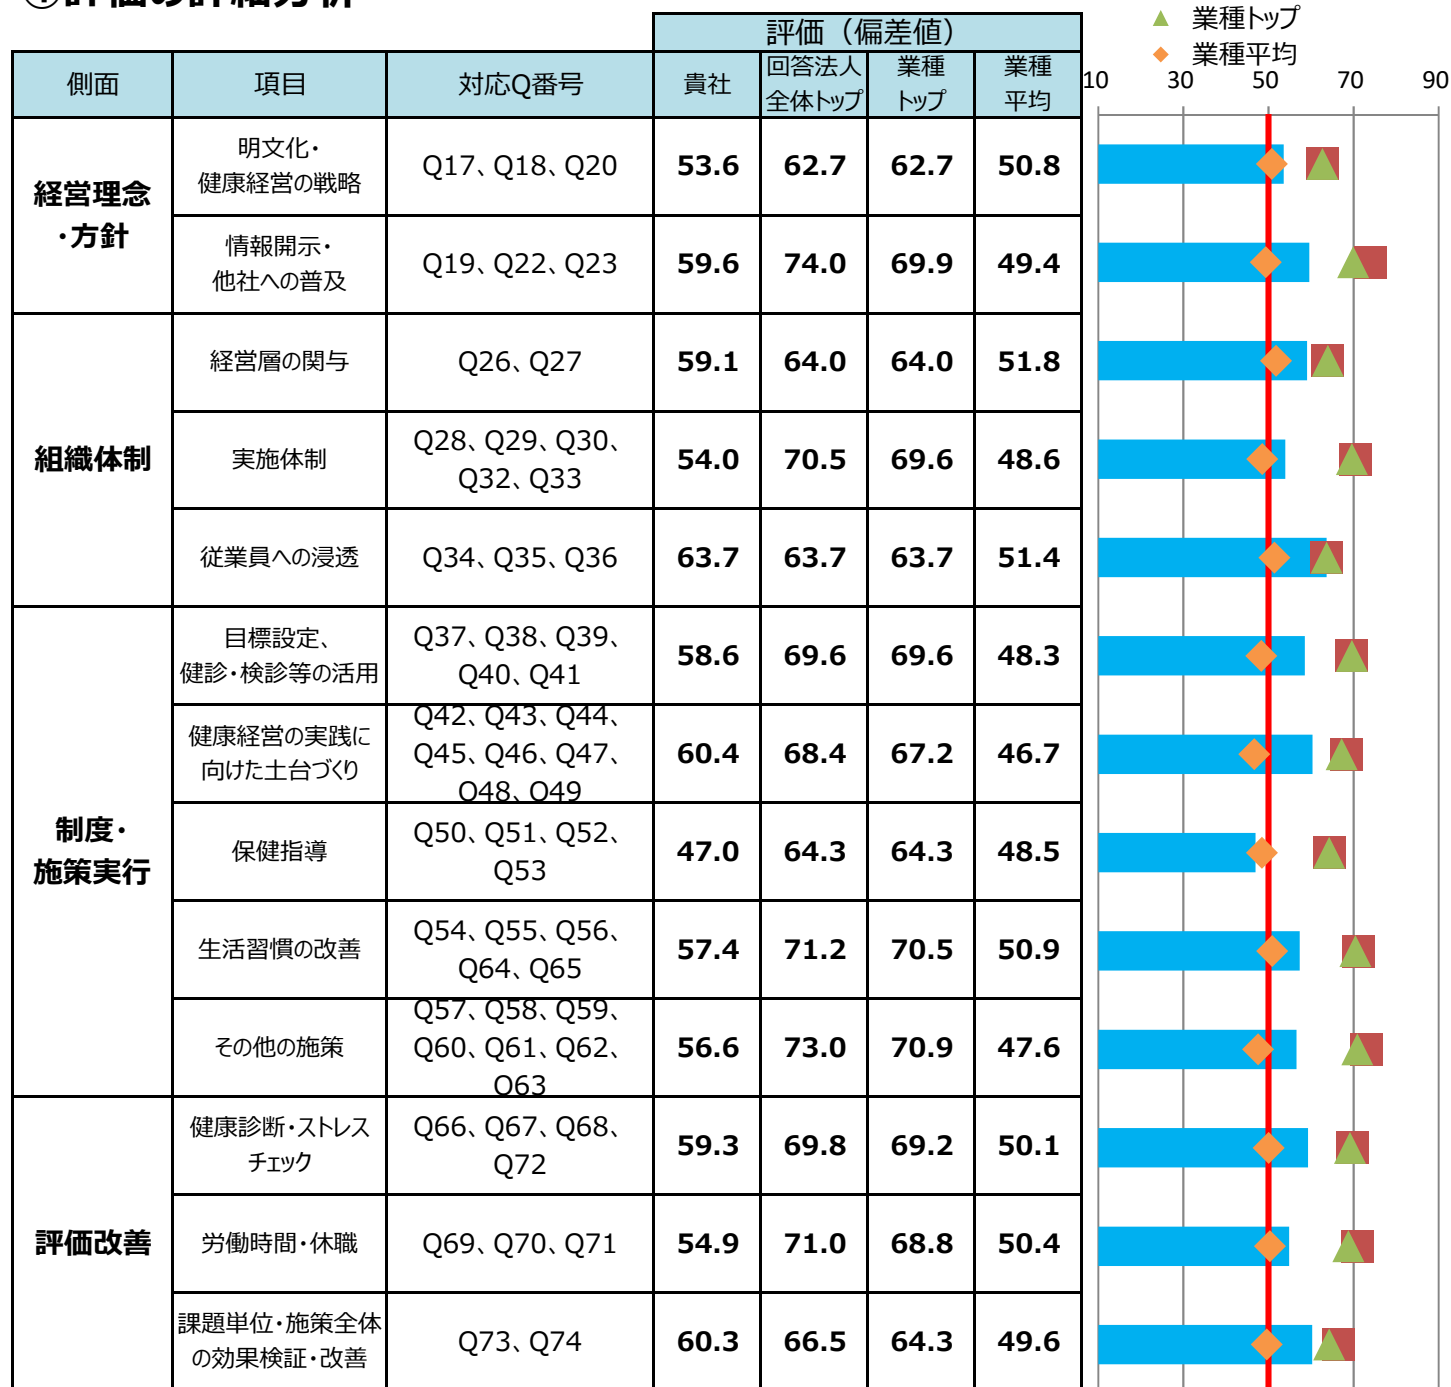 ①評価の詳細分析
業種トップ
業種平均
評価（偏差値）
側面 項目 対応Q番号 貴社 回答法人 業種 業種
全体トップ トップ 平均
10 30 50 70 90
経営理念
・方針
明文化・
健康経営の戦略
Q17、Q18、Q20
53.6 62.7 62.7 50.8
情報開示・
他社への普及
Q19、Q22、Q23
59.6 74.0 69.9 49.4
組織体制
経営層の関与
Q26、Q27
59.1 64.0 64.0 51.8
実施体制
Q28、Q29、Q30、
Q32、Q33
54.0 70.5 69.6 48.6
従業員への浸透
Q34、Q35、Q36
63.7 63.7 63.7 51.4
制度・
施策実行
目標設定、
健診・検診等の活用
Q37、Q38、Q39、
Q40、Q41
58.6 69.6 69.6 48.3
健康経営の実践に
向けた土台づくり
Q42、Q43、Q44、
Q45、Q46、Q47、
Q48、Q49
60.4 68.4 67.2 46.7
保健指導
Q50、Q51、Q52、
Q53
47.0 64.3 64.3 48.5
生活習慣の改善
Q54、Q55、Q56、
Q64、Q65
57.4 71.2 70.5 50.9
その他の施策
Q57、Q58、Q59、
Q60、Q61、Q62、
Q63
56.6 73.0 70.9 47.6
評価改善
健康診断・ストレス
チェック
Q66、Q67、Q68、
Q72
59.3 69.8 69.2 50.1
労働時間・休職
Q69、Q70、Q71
54.9 71.0 68.8 50.4
課題単位・施策全体
の効果検証・改善
Q73、Q74
60.3 66.5 64.3 49.6